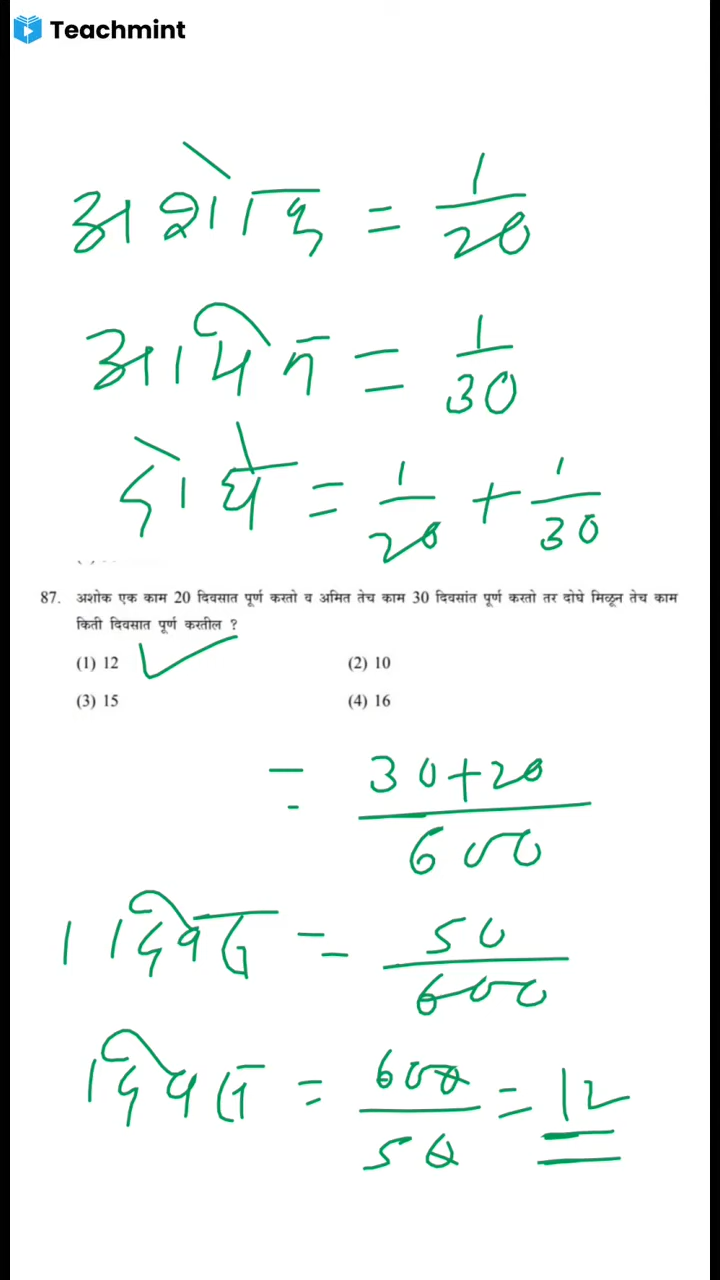 Teachmint
अशोक = 1/20
अमित = 1/30
दोघे = 1/20 + 1/30
87. अशोक एक काम 20 दिवसात पूर्ण करतो व अमित तेच काम 30 दिवसांत पूर्ण करतो तर दोघे मिळून तेच काम
किती दिवसात पूर्ण करतील ?
(1) 12 (2) 10
(3) 15 (4) 16
= 30+20/600
1 दिवस = 50/600
दिवस = 600/50 = 12